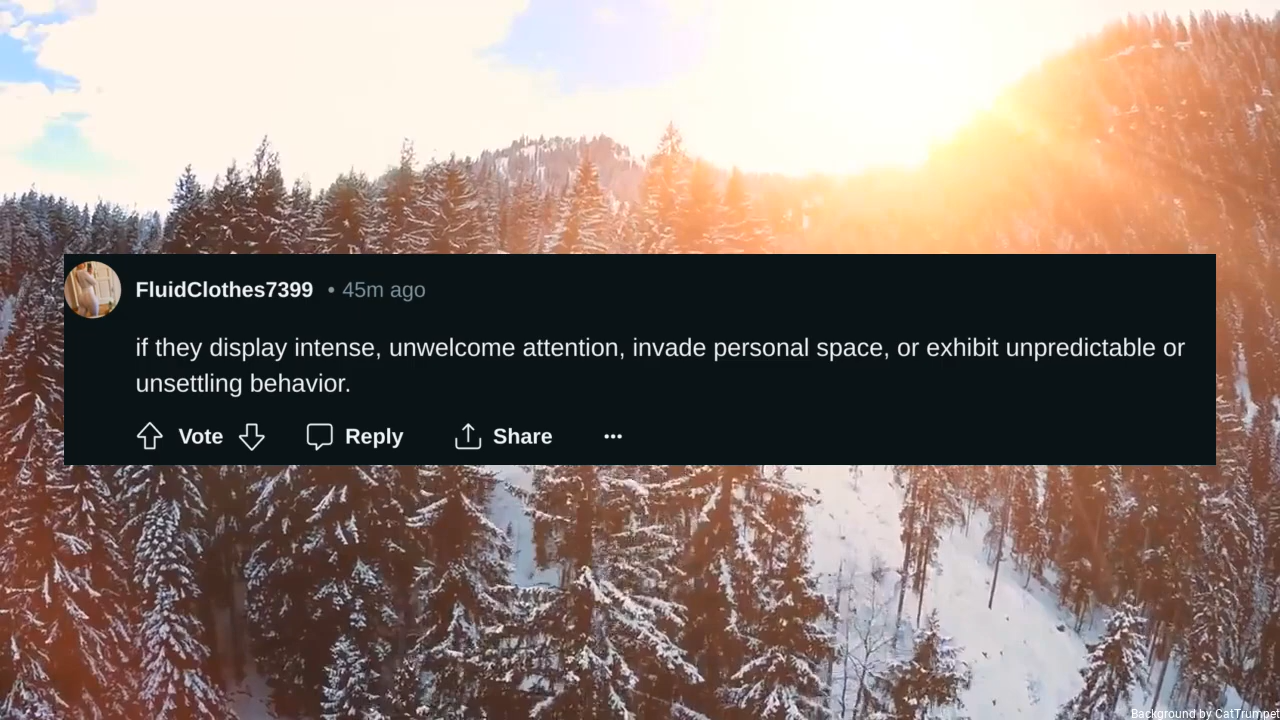 FluidClothes7399 • 45m ago
if they display intense, unwelcome attention, invade personal space, or exhibit unpredictable or
unsettling behavior.
Vote Reply Share ···
Background by CatTrumpet